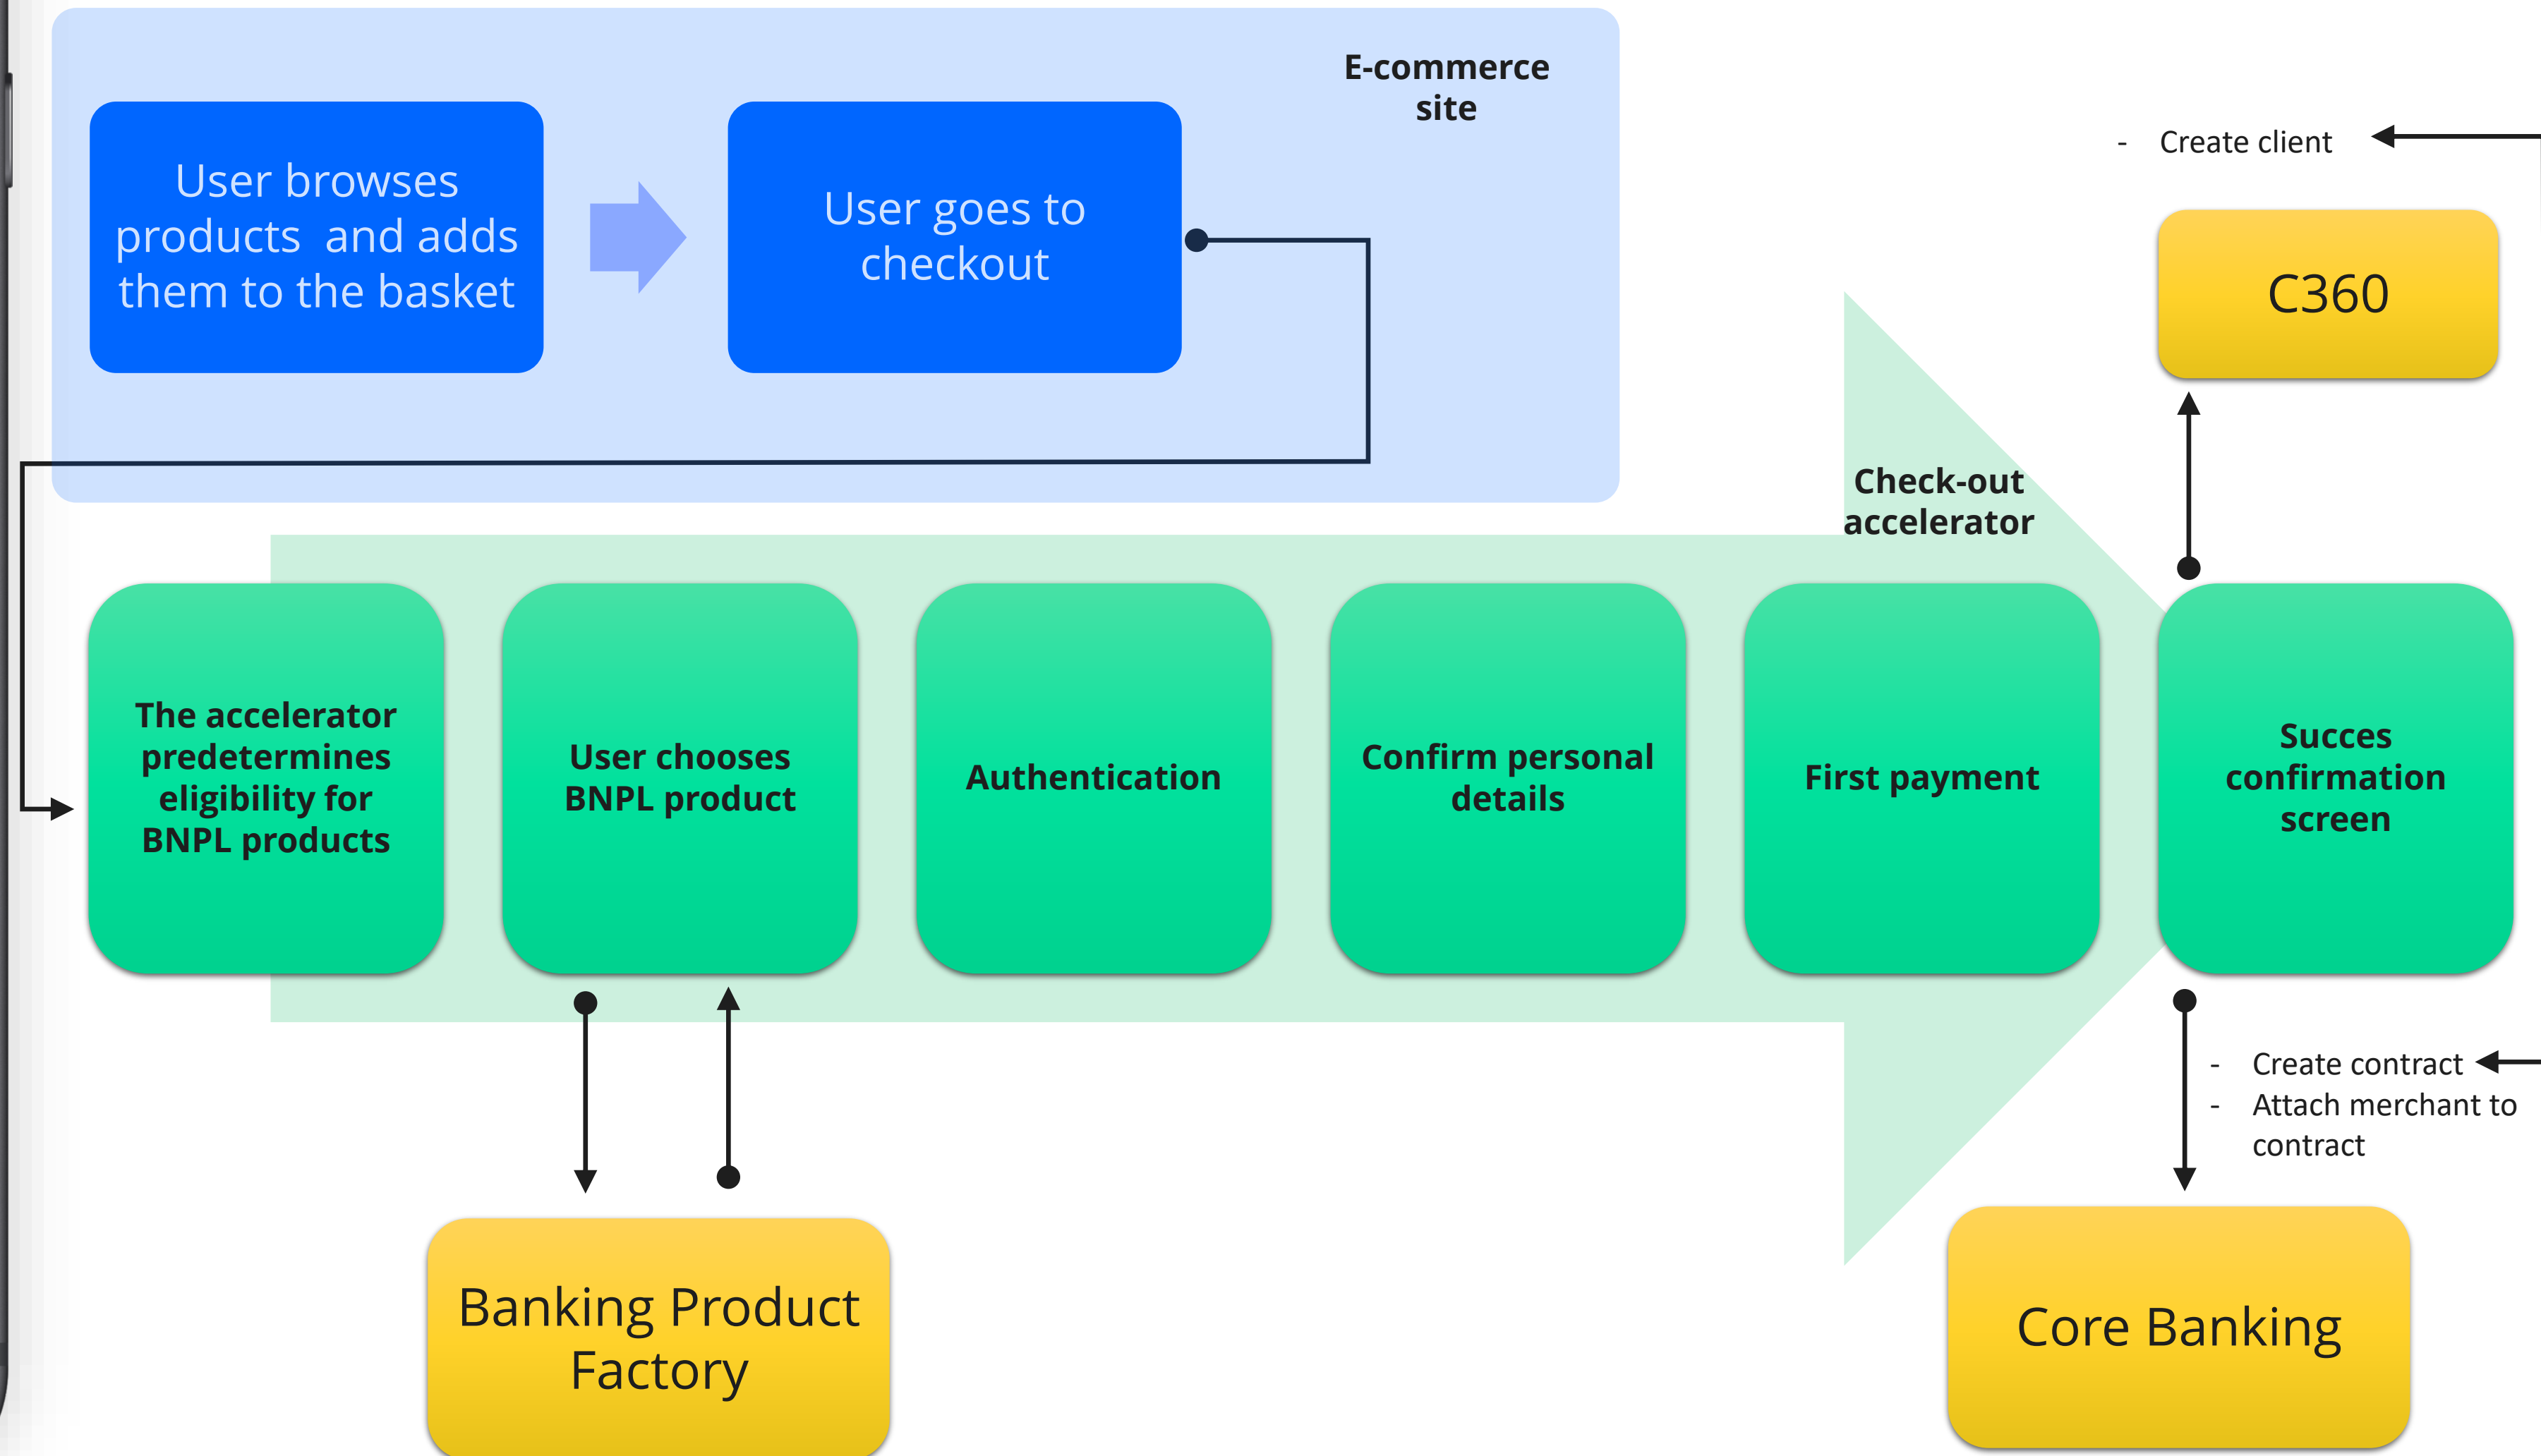 E-commerce
site
User browses
products  and adds
them to the basket
User goes to
checkout
- Create client
C360
Check-out
accelerator
The accelerator
predetermines
eligibility for
BNPL products
User chooses
BNPL product
Authentication
Confirm personal
details
First payment
Succes
confirmation
screen
- Create contract
- Attach merchant to
contract
Banking Product
Factory
Core Banking